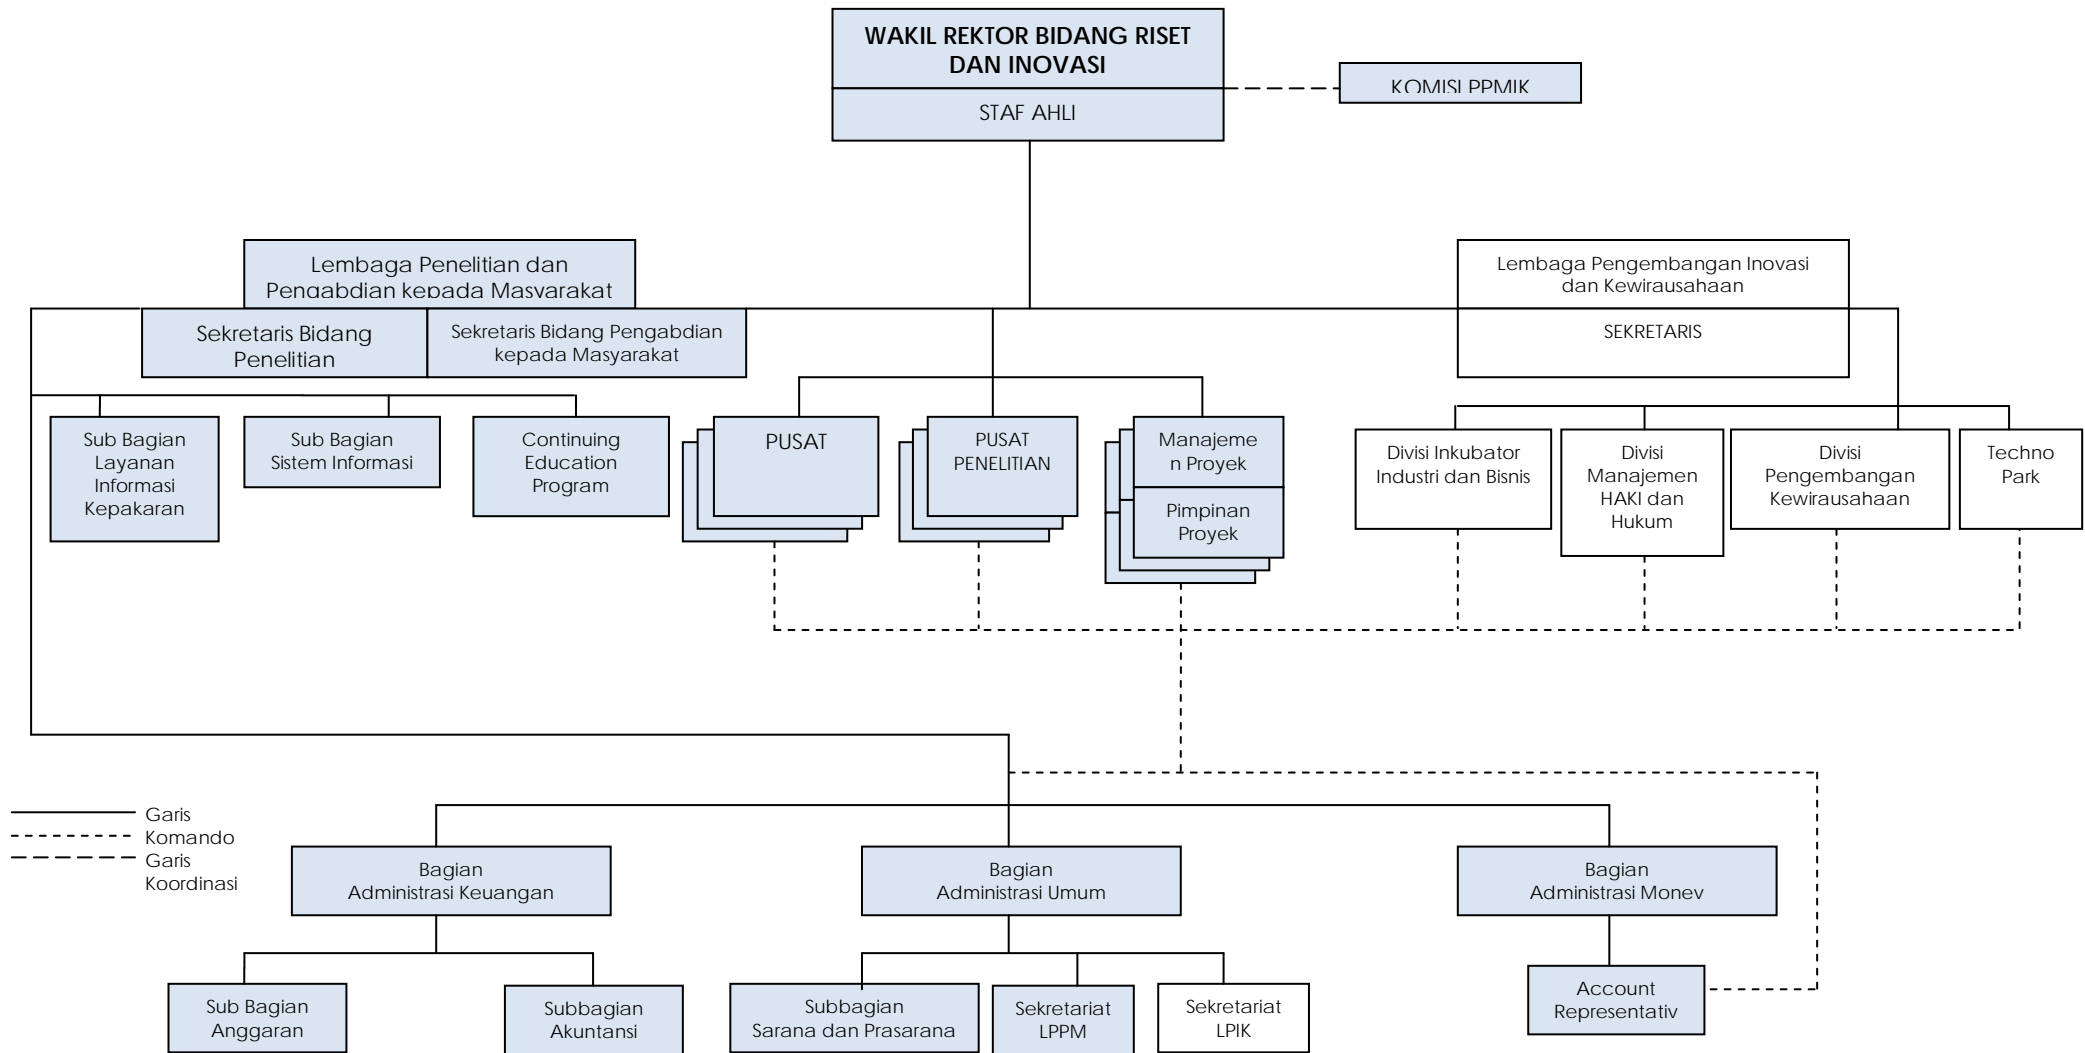 WAKIL REKTOR BIDANG RISET
DAN INOVASI
STAF AHLI
KOMISI PPMIK
Lembaga Penelitian dan
Pengabdian kepada Masyarakat
Sekretaris Bidang
Penelitian
Sekretaris Bidang Pengabdian
kepada Masyarakat
Lembaga Pengembangan Inovasi
dan Kewirausahaan
SEKRETARIS
Sub Bagian
Layanan
Informasi
Kepakaran
Sub Bagian
Sistem Informasi
Continuing
Education
Program
PUSAT
PUSAT
PENELITIAN
Manajeme
n Proyek
Pimpinan
Proyek
Divisi Inkubator
Industri dan Bisnis
Divisi
Manajemen
HAKI dan
Hukum
Divisi
Pengembangan
Kewirausahaan
Techno
Park
Garis
Komando
Garis
Koordinasi
Bagian
Administrasi Keuangan
Bagian
Administrasi Umum
Bagian
Administrasi Monev
Sub Bagian
Anggaran
Subbagian
Akuntansi
Subbagian
Sarana dan Prasarana
Sekretariat
LPPM
Sekretariat
LPIK
Account
Representativ